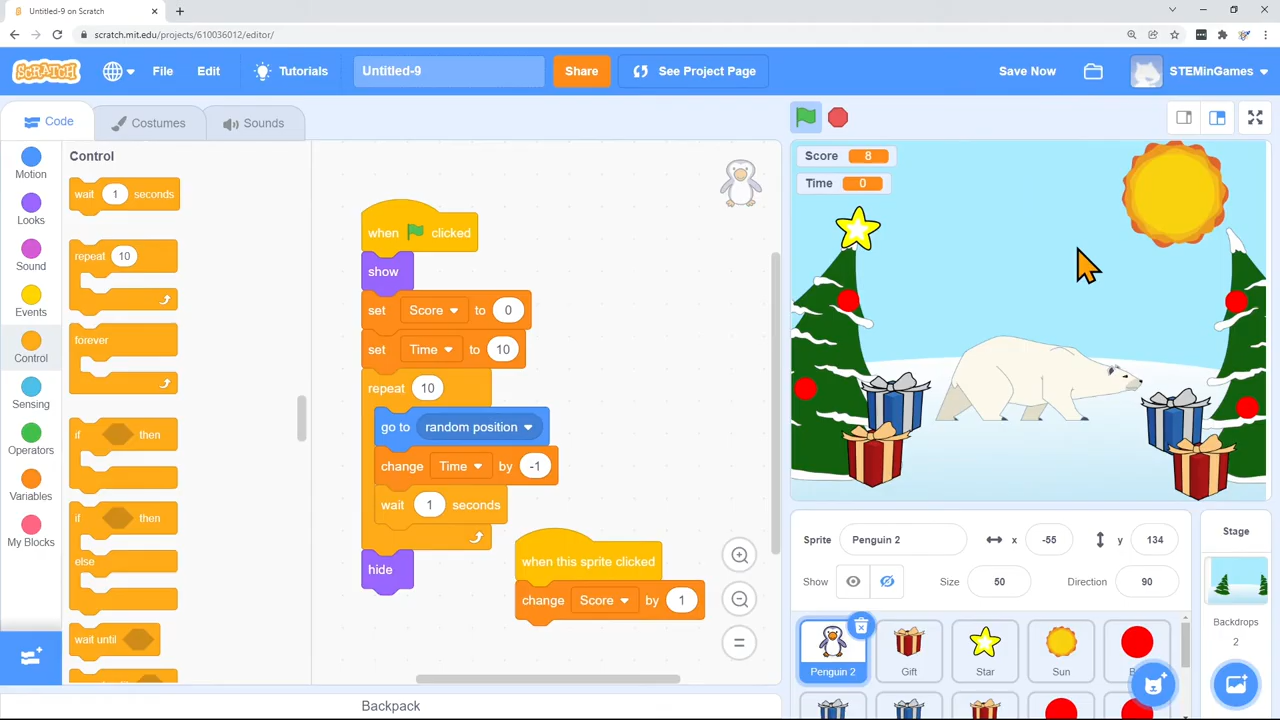 Untitled-9 on Scratch
scratch.mit.edu/projects/610036012/editor/
SCRATCH
File
Edit
Tutorials
Untitled-9
Share
See Project Page
Save Now
STEMinGames
Code
Costumes
Sounds
Motion
Looks
Sound
Events
Control
Sensing
Operators
Variables
My Blocks
Control
wait 1 seconds
repeat 10
forever
if then
if then
else
wait until
when clicked
show
set Score to 0
set Time to 10
repeat 10
go to random position
change Time by -1
wait 1 seconds
hide
when this sprite clicked
change Score by 1
Backpack
Score 8
Time 0
Sprite Penguin 2 x -55 y 134
Show Size 50 Direction 90
Penguin 2
Gift
Star
Sun
Stage
Backdrops
2